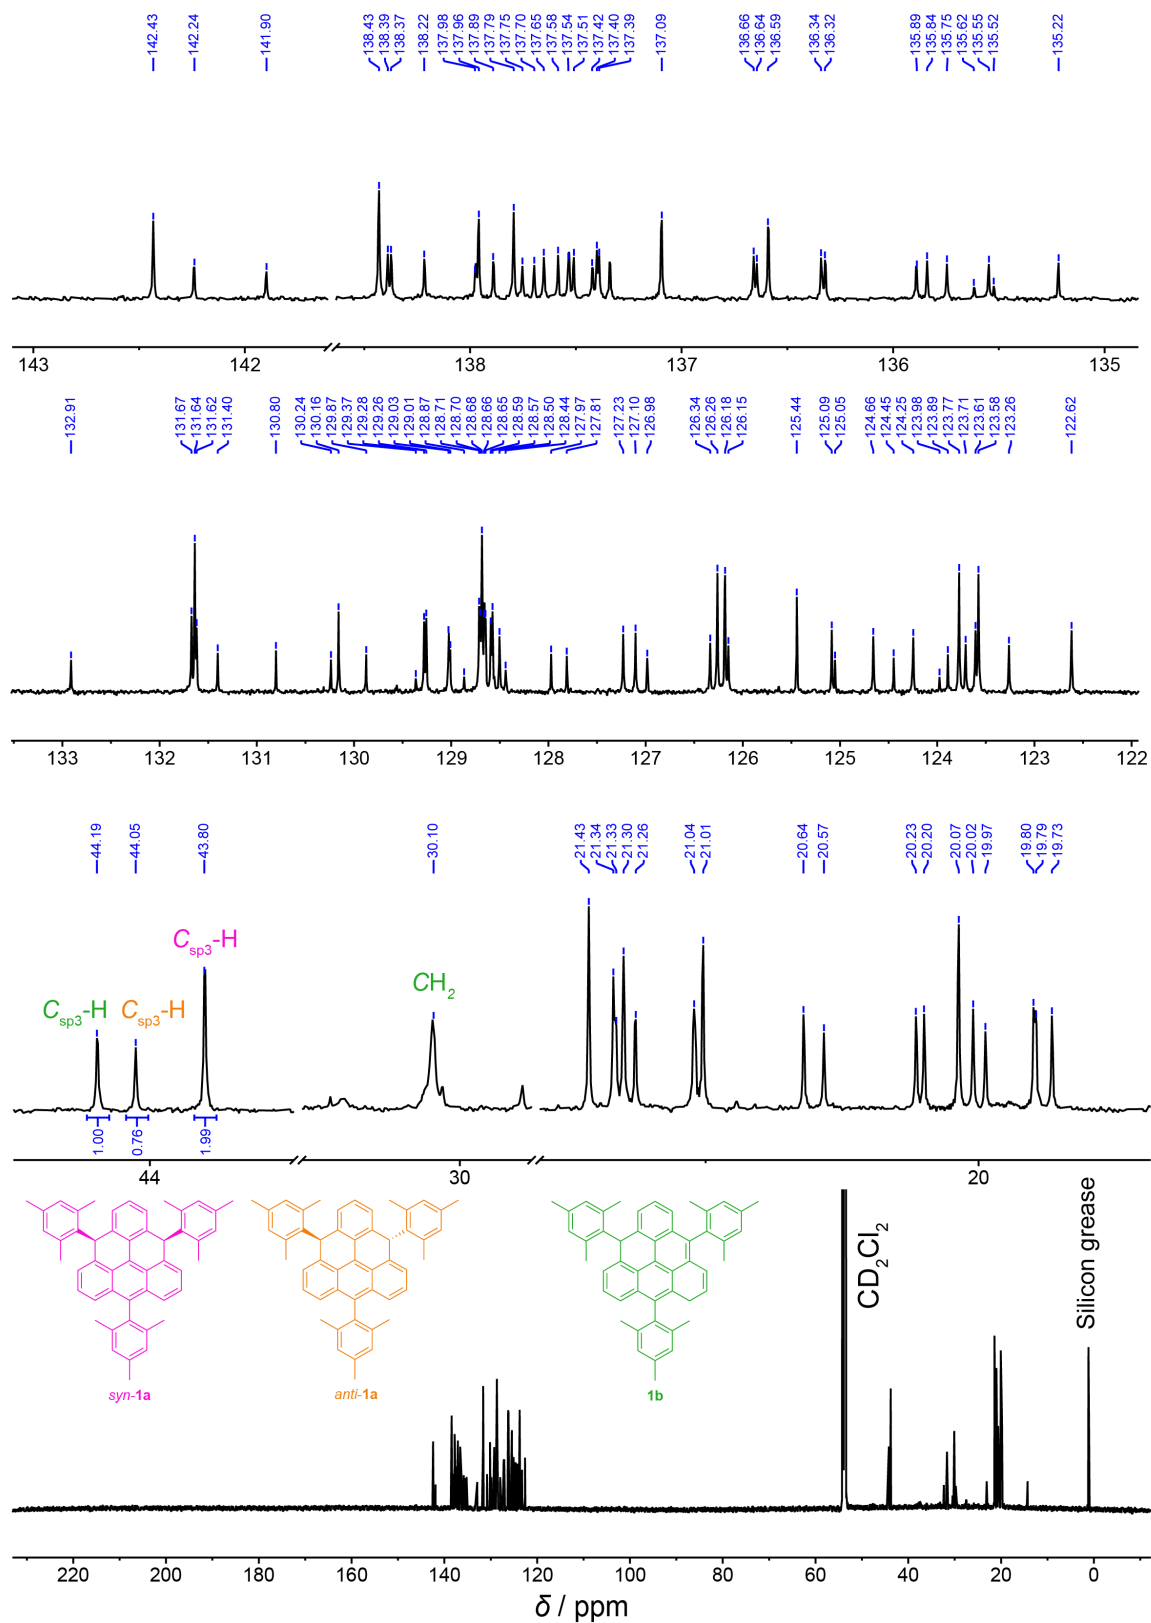 142.43 142.24 141.90 138.43 138.39 138.37 138.22 137.98 137.96 137.89 137.79 137.75 137.70 137.65 137.58 137.54 137.51 137.42 137.40 137.39 137.09 136.66 136.64 136.59 136.34 136.32 135.89 135.84 135.75 135.62 135.55 135.52 135.22
143 142 138 137 136 135
132.91 131.67 131.64 131.62 131.40 130.80 130.24 130.16 129.87 129.37 129.28 129.26 129.03 129.01 128.87 128.71 128.70 128.68 128.66 128.65 128.59 128.57 128.50 128.44 127.97 127.81 127.23 127.10 126.98 126.34 126.26 126.18 126.15 125.44 125.09 125.05 124.66 124.45 124.25 123.98 123.89 123.77 123.71 123.61 123.58 123.26 122.62
133 132 131 130 129 128 127 126 125 124 123 122
44.19 44.05 43.80 30.10 21.43 21.34 21.33 21.30 21.26 21.04 21.01 20.64 20.57 20.23 20.20 20.07 20.02 19.97 19.80 19.79 19.73
Csp3-H
CH2
Csp3-H Csp3-H
1.00 0.76 1.99
44 30 20
syn-1a anti-1a 1b
CD2Cl2
Silicon grease
220 200 180 160 140 120 100 80 60 40 20 0
δ / ppm